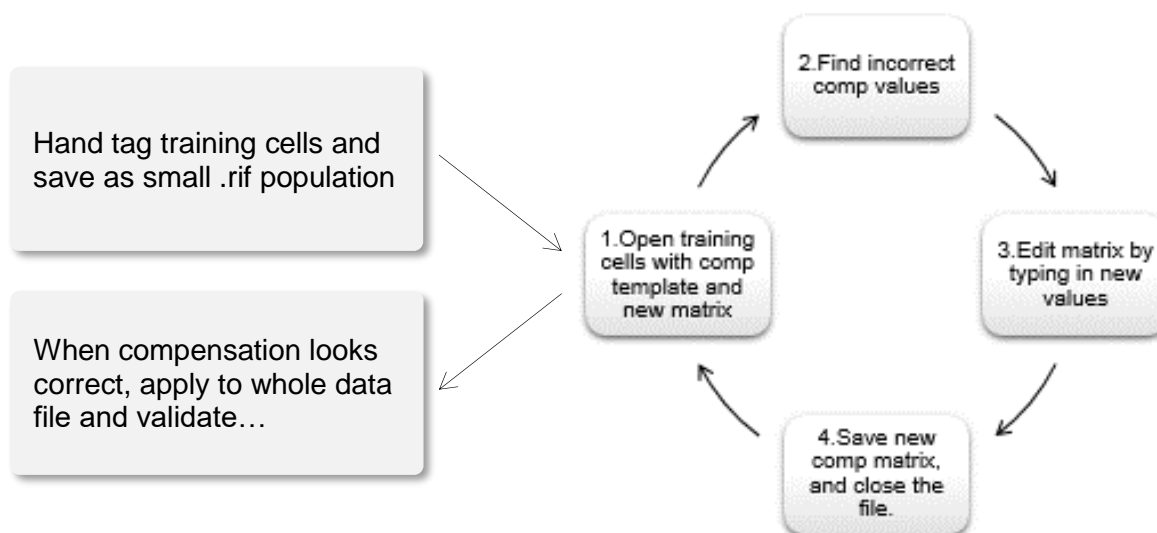 Hand tag training cells and
save as small .rif population
When compensation looks
correct, apply to whole data
file and validate…
1.Open training
cells with comp
template and
new matrix
2.Find incorrect
comp values
3.Edit matrix by
typing in new
values
4.Save new
comp matrix,
and close the
file.